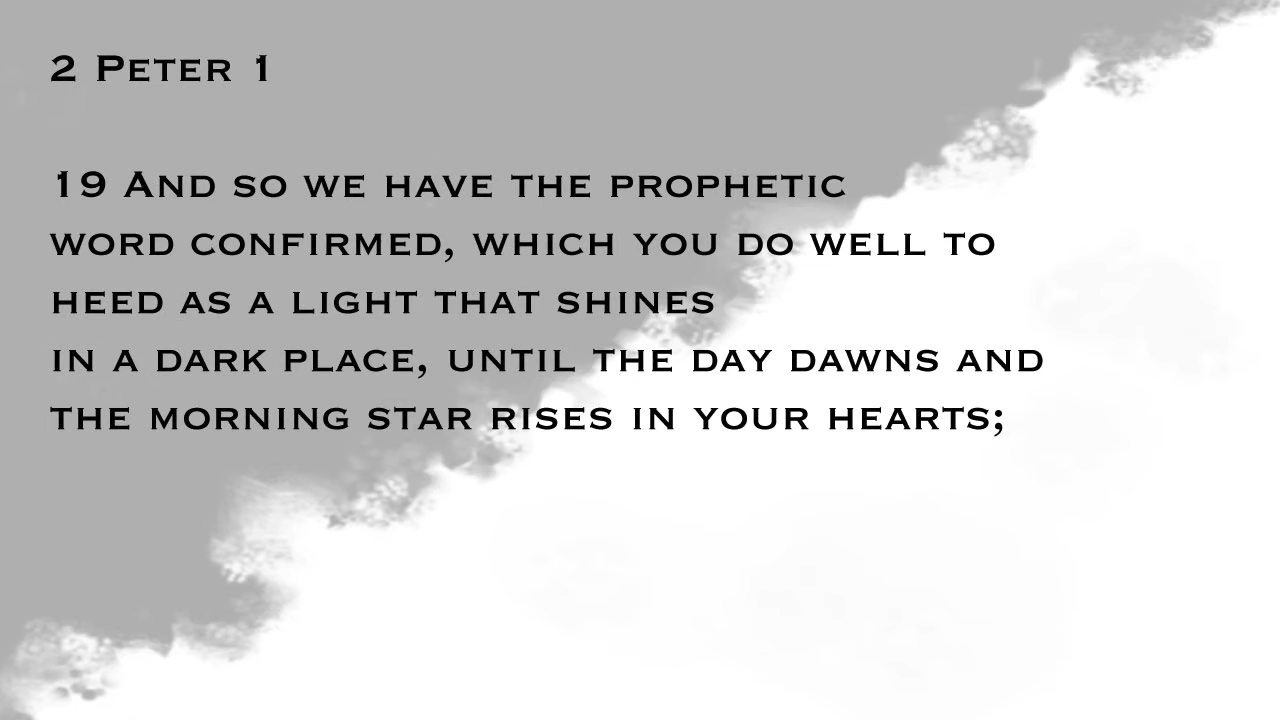 2 Peter 1
19 And so we have the prophetic
word confirmed, which you do well to
heed as a light that shines
in a dark place, until the day dawns and
the morning star rises in your hearts;